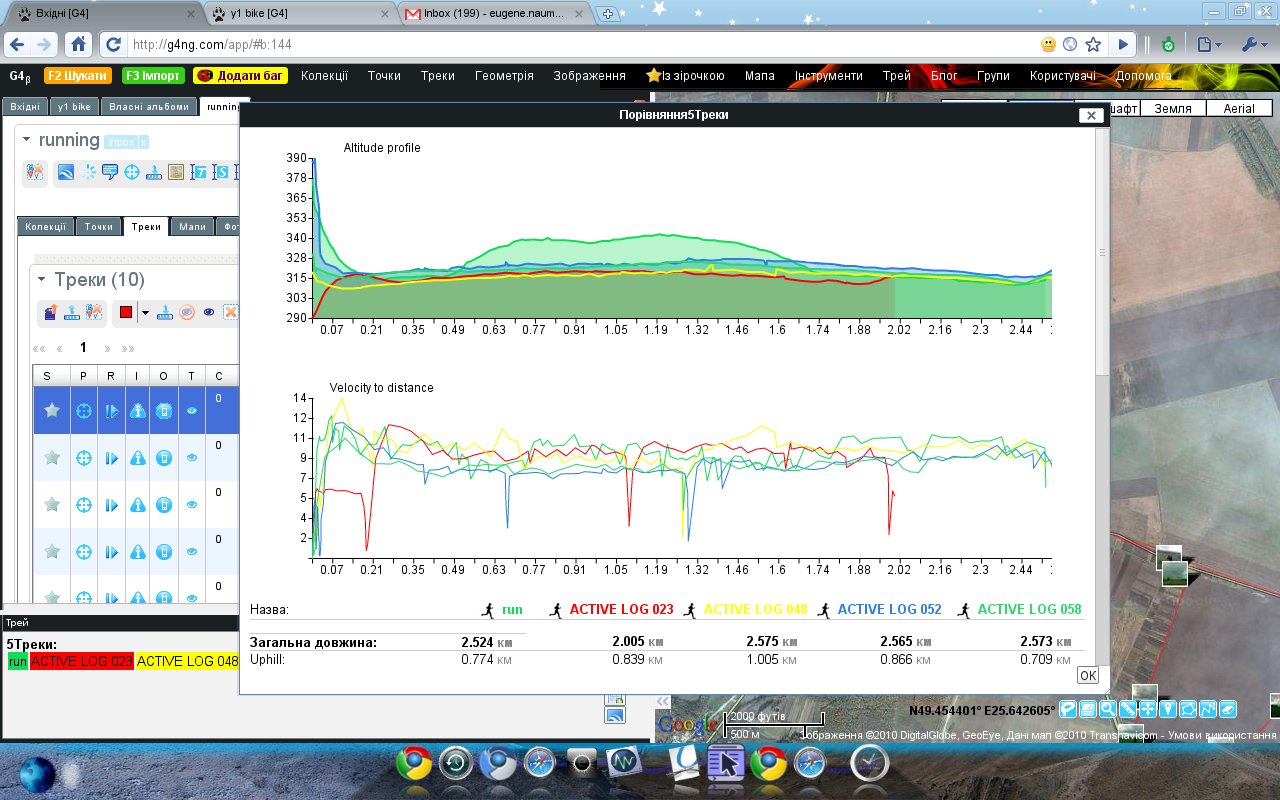 Вхідні [G4]
y1 bike [G4]
Inbox (199) - eugene.naum...
http://g4ng.com/app/#b:144
G4β F2 Шукати F3 Імпорт Додати баг Колекції Точки Треки Геометрія Зображення Із зірочкою Мапа Інструменти Трей Блог Групи Користувачі Допомога
Вхідні y1 bike Власні альбоми running
шафт Земля Aerial
Порівняння5Треки
running inbox x
Колекції Точки Треки Мапи Фо
Треки (10)
«« « 1 » »»
S P R I O T C
0
0
0
0
0
Altitude profile
390
378
365
353
340
328
315
303
290
0.07 0.21 0.35 0.49 0.63 0.77 0.91 1.05 1.19 1.32 1.46 1.6 1.74 1.88 2.02 2.16 2.3 2.44
Velocity to distance
14
12
11
9
7
5
4
2
0.07 0.21 0.35 0.49 0.63 0.77 0.91 1.05 1.19 1.32 1.46 1.6 1.74 1.88 2.02 2.16 2.3 2.44
Назва: run ACTIVE LOG 023 ACTIVE LOG 048 ACTIVE LOG 052 ACTIVE LOG 058
Загальна довжина: 2.524 км 2.005 км 2.575 км 2.565 км 2.573 км
Uphill: 0.774 км 0.839 км 1.005 км 0.866 км 0.709 км
OK
Трей
5Треки:
run ACTIVE LOG 023 ACTIVE LOG 048
Google
2000 футів
500 м
N49.454401° E25.642605°
Зображення ©2010 DigitalGlobe, GeoEye, Дані мап ©2010 Transnavicom - Умови використання